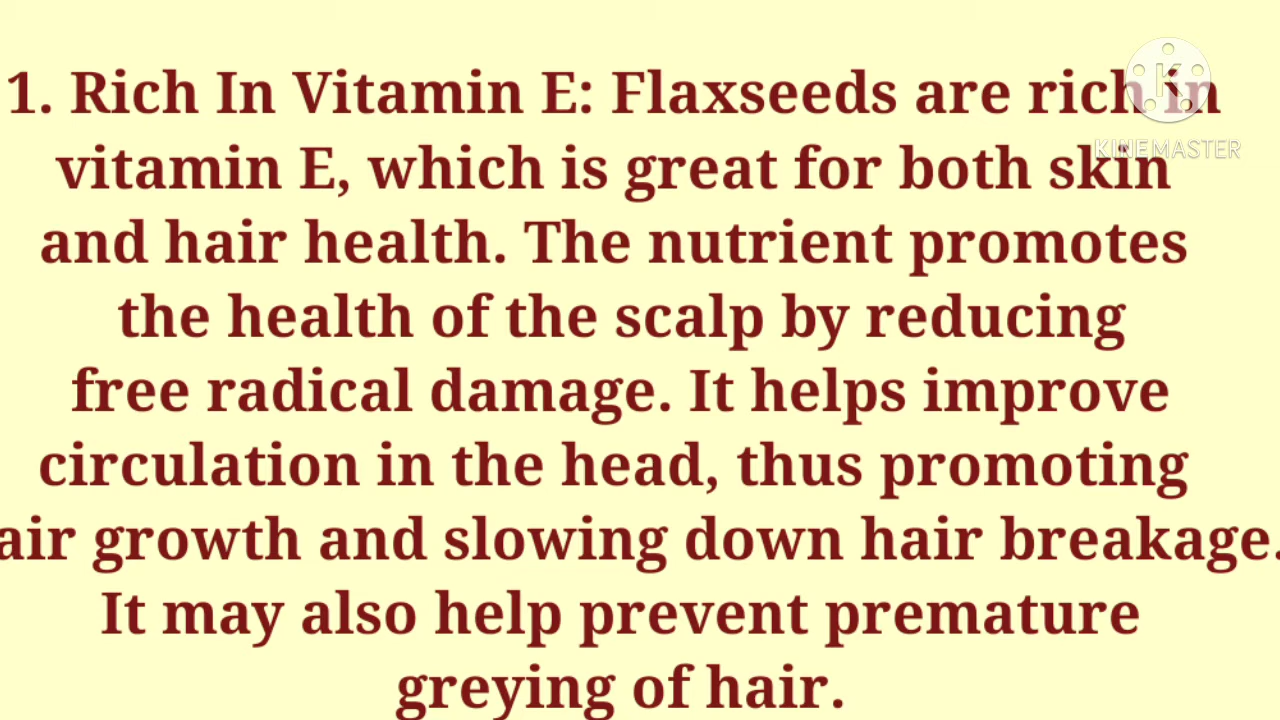 1. Rich In Vitamin E: Flaxseeds are rich in
vitamin E, which is great for both skin
and hair health. The nutrient promotes
the health of the scalp by reducing
free radical damage. It helps improve
circulation in the head, thus promoting
air growth and slowing down hair breakage.
It may also help prevent premature
greying of hair.
K
KINEMASTER